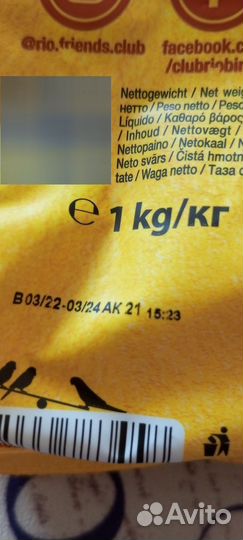 @rio.friends.club
facebook.c
/clubriobir
Nettogewicht / Net weig
нетто / Peso netto / Peso
Líquido / Καθαρό βάρος
/ Inhoud / Nettovægt /
Nettopaino / Netokaal / N
Neto svārs / Čistá hmotn
tate / Waga netto / Таза
℮ 1 kg/кг
B 03/22-03/24 AK 21 15:23
Avito